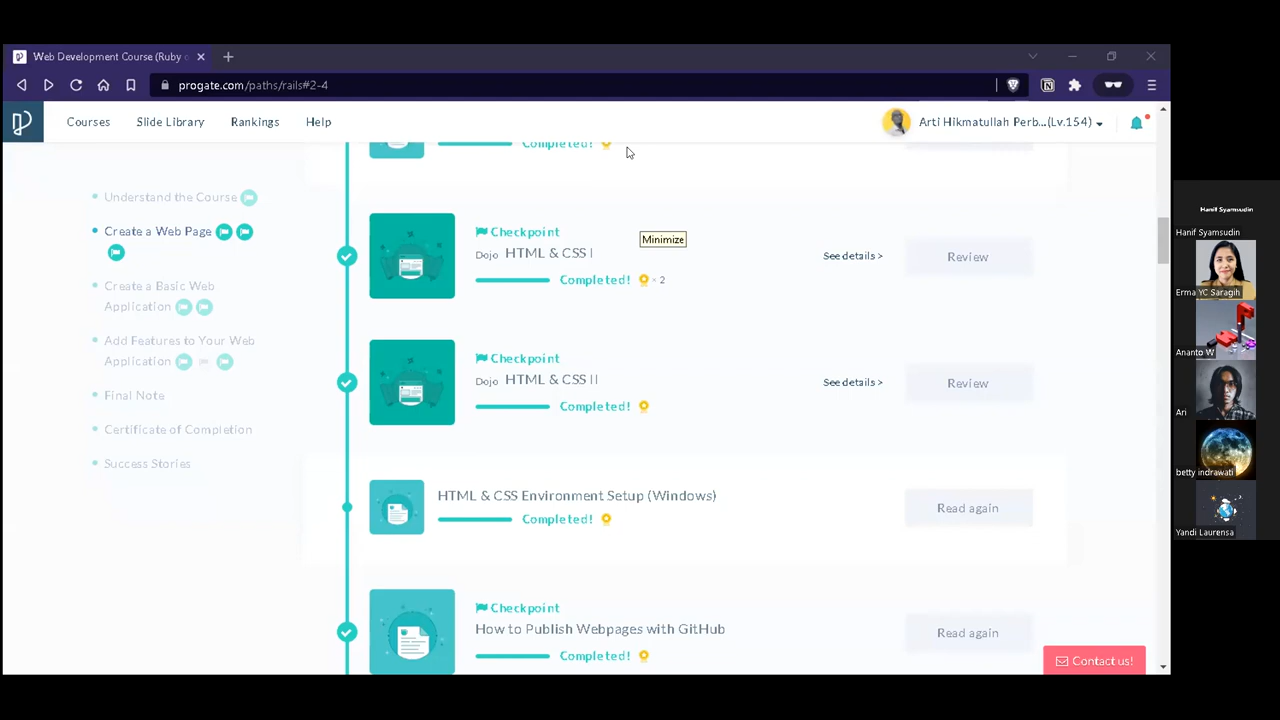 Web Development Course (Ruby o
progate.com/paths/rails#2-4
Courses
Slide Library
Rankings
Help
Arti Hikmatullah Perb...(Lv.154)
Understand the Course
Create a Web Page
Create a Basic Web
Application
Add Features to Your Web
Application
Final Note
Certificate of Completion
Success Stories
Completed!
Checkpoint
Dojo HTML & CSS I
Completed! × 2
Minimize
See details >
Review
Checkpoint
Dojo HTML & CSS II
Completed!
See details >
Review
HTML & CSS Environment Setup (Windows)
Completed!
Read again
Checkpoint
How to Publish Webpages with GitHub
Completed!
Read again
Contact us!
Hanif Syamsudin
Hanif Syamsudin
Erma YC Saragih
Ananto W
Ari
betty indrawati
Yandi Laurensa